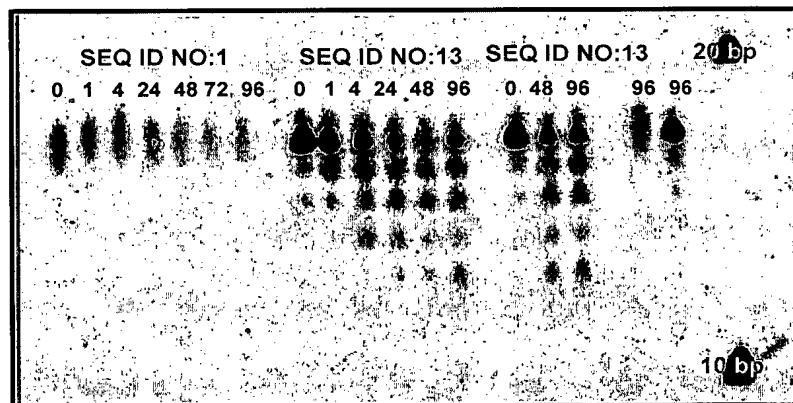 SEQ ID NO:1 SEQ ID NO:13 SEQ ID NO:13 20 bp
0 1 4 24 48 72 96 0 1 4 24 48 96 0 48 96 96 96
10 bp